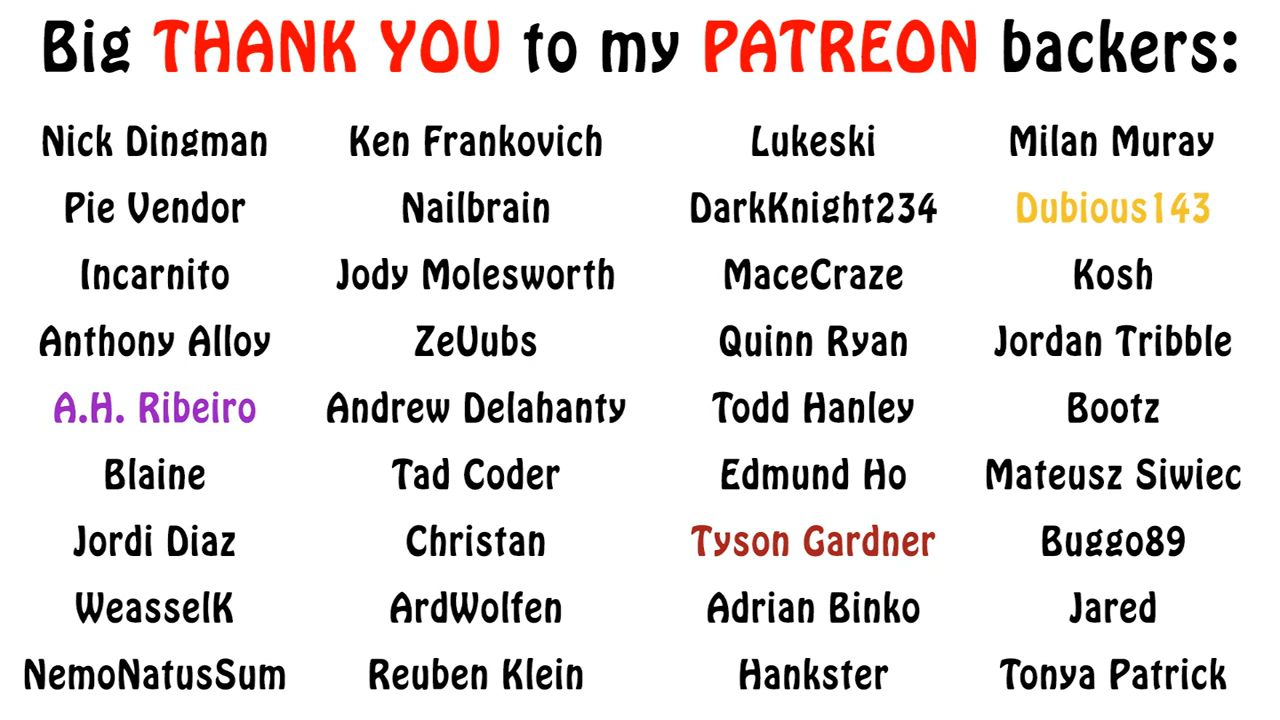 Big THANK YOU to my PATREON backers:
Nick Dingman Ken Frankovich Lukeski Milan Muray
Pie Vendor Nailbrain DarkKnight234 Dubious143
Incarnito Jody Molesworth MaceCraze Kosh
Anthony Alloy ZeVubs Quinn Ryan Jordan Tribble
A.H. Ribeiro Andrew Delahanty Todd Hanley Bootz
Blaine Tad Coder Edmund Ho Mateusz Siwiec
Jordi Diaz Christan Tyson Gardner Buggo89
WeasselK ArdWolfen Adrian Binko Jared
NemoNatusSum Reuben Klein Hankster Tonya Patrick